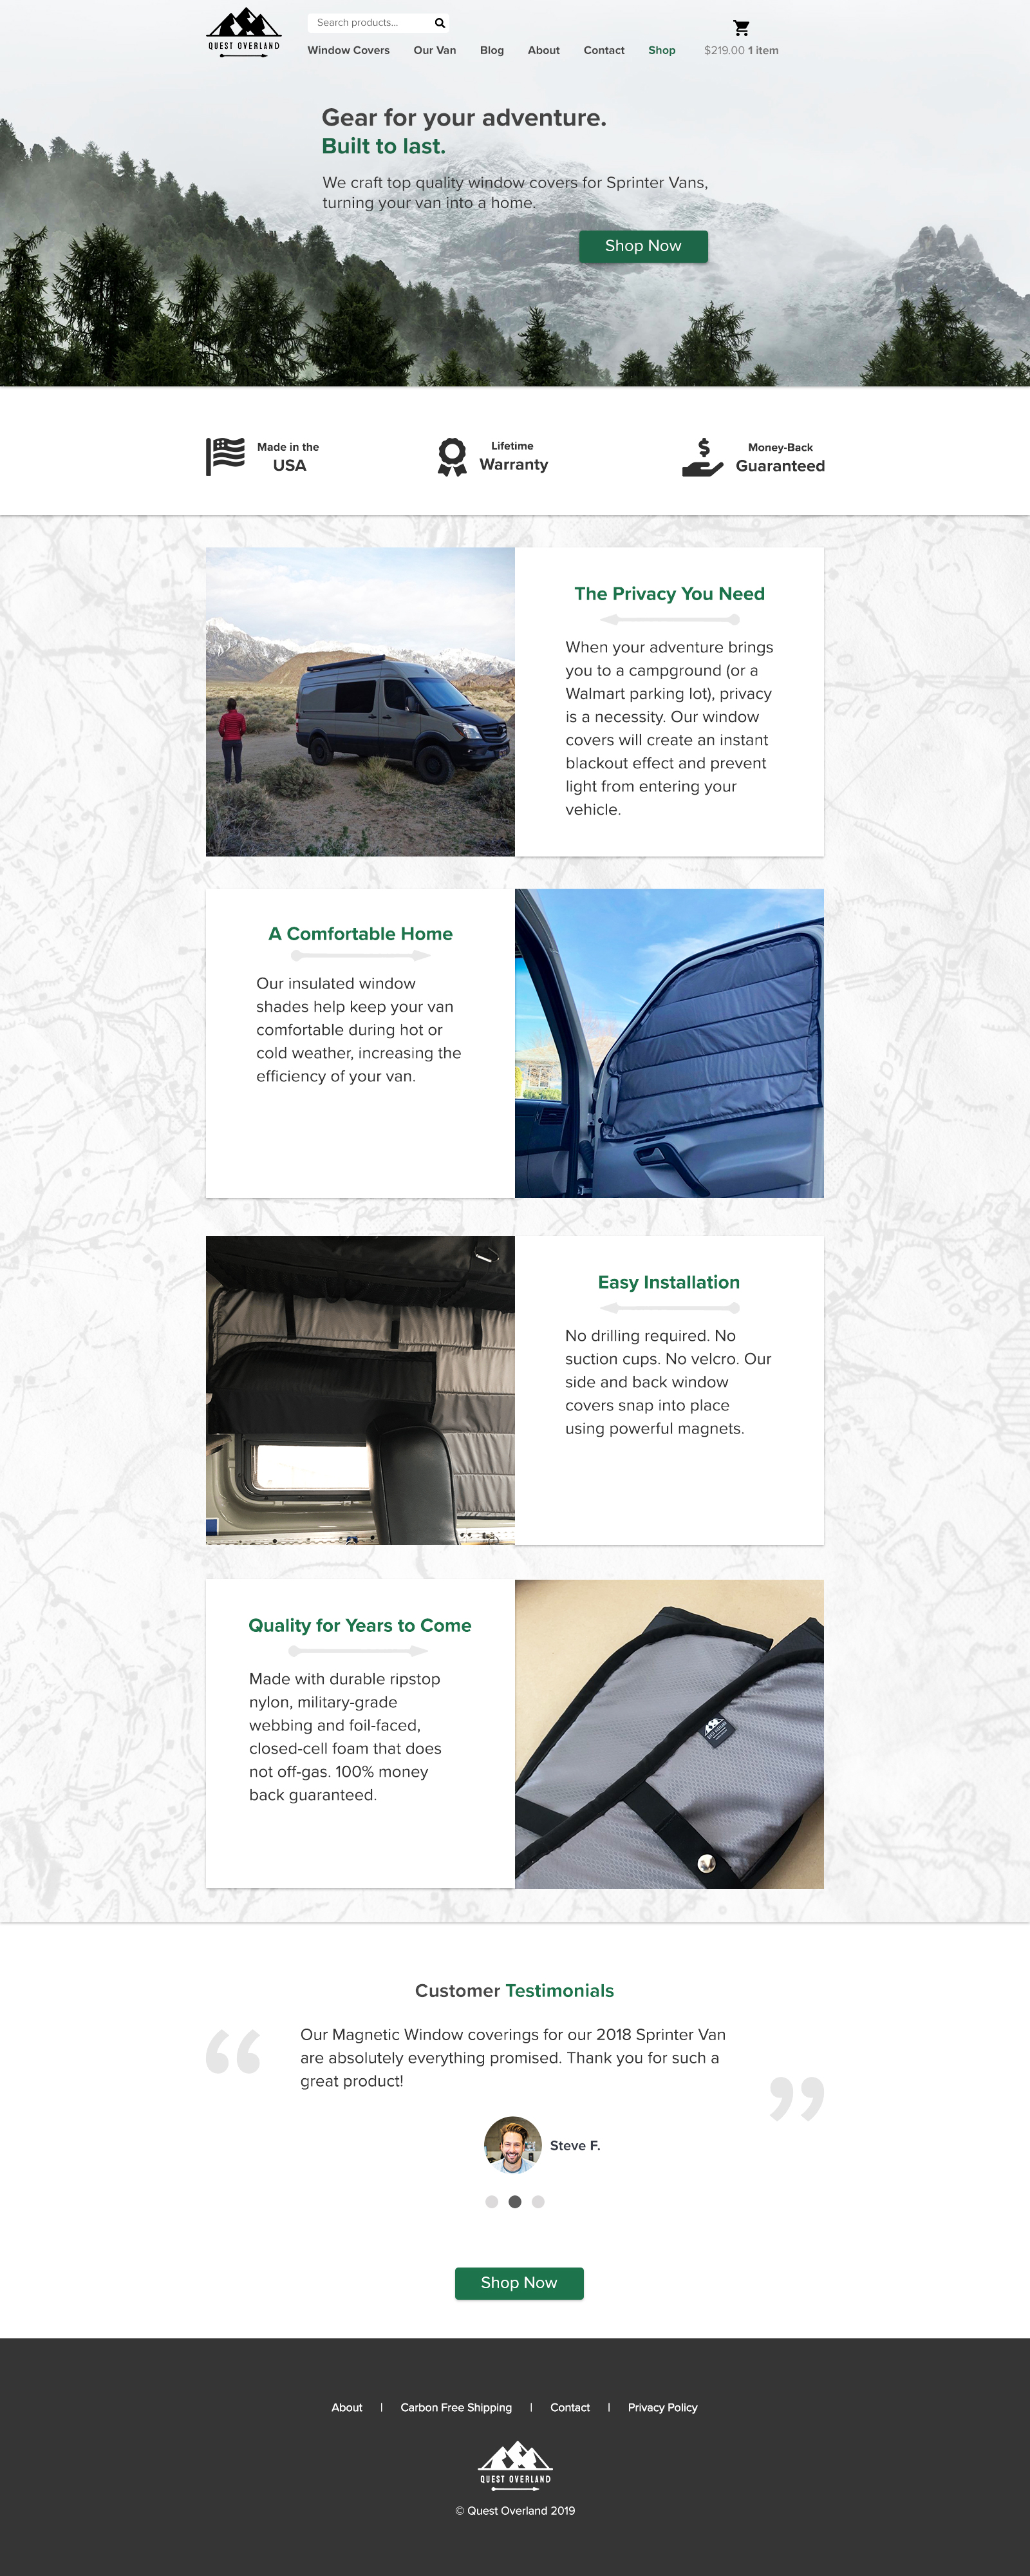 QUEST OVERLAND
Search products...
Window Covers
Our Van
Blog
About
Contact
Shop
$219.00 1 item
Gear for your adventure.
Built to last.
We craft top quality window covers for Sprinter Vans,
turning your van into a home.
Shop Now
Made in the
USA
Lifetime
Warranty
Money-Back
Guaranteed
The Privacy You Need
When your adventure brings
you to a campground (or a
Walmart parking lot), privacy
is a necessity. Our window
covers will create an instant
blackout effect and prevent
light from entering your
vehicle.
A Comfortable Home
Our insulated window
shades help keep your van
comfortable during hot or
cold weather, increasing the
efficiency of your van.
Branch
Easy Installation
No drilling required. No
suction cups. No velcro. Our
side and back window
covers snap into place
using powerful magnets.
Quality for Years to Come
Made with durable ripstop
nylon, military-grade
webbing and foil-faced,
closed-cell foam that does
not off-gas. 100% money
back guaranteed.
Customer Testimonials
“
Our Magnetic Window coverings for our 2018 Sprinter Van
are absolutely everything promised. Thank you for such a
great product!
”
Steve F.
Shop Now
About | Carbon Free Shipping | Contact | Privacy Policy
QUEST OVERLAND
© Quest Overland 2019